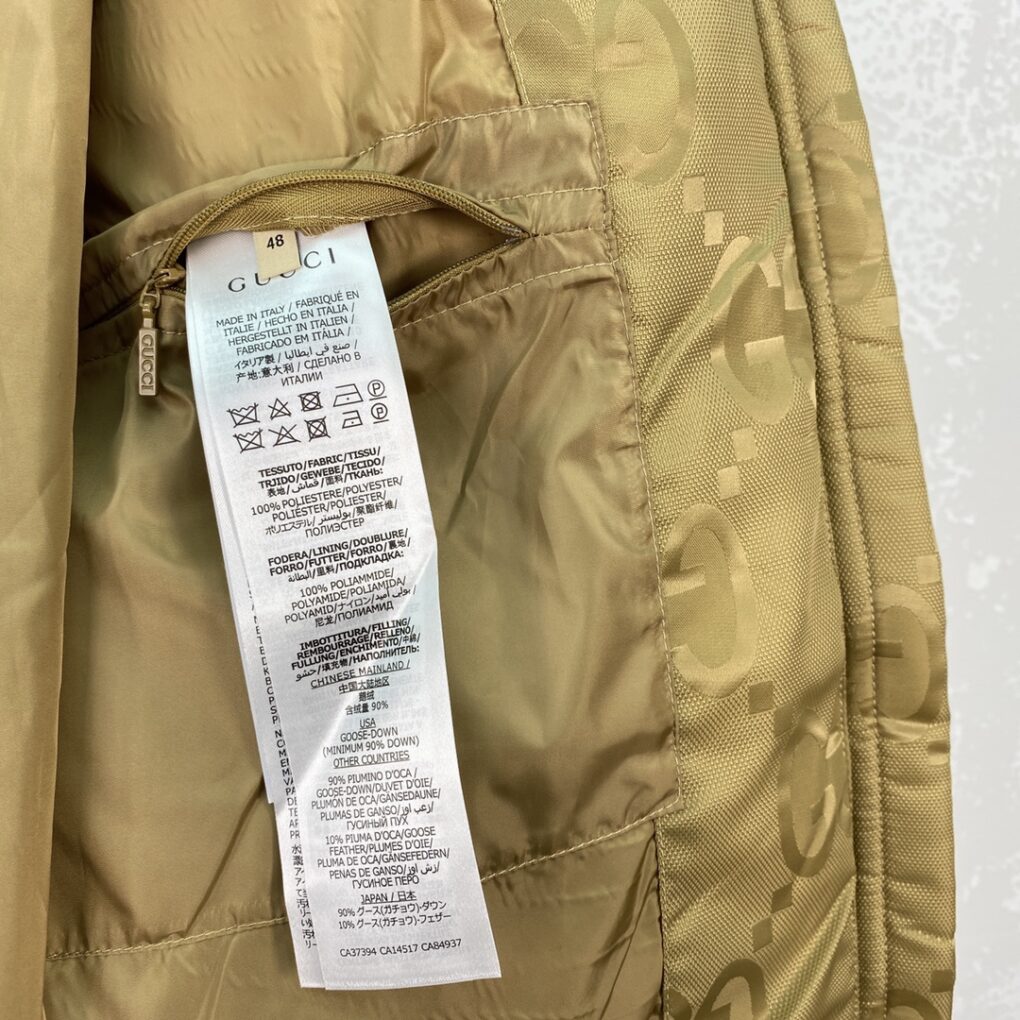 48
GUCCI
GUCCI
MADE IN ITALY / FABRIQUÉ EN
ITALIE / HECHO EN ITALIA /
HERGESTELLT IN ITALIEN /
FABRICADO EM ITÁLIA /
イタリア製 / صنع في ايطاليا /
产地:意大利 / СДЕЛАНО В
ИТАЛИИ
TESSUTO/FABRIC/TISSU/
TEJIDO/GEWEBE/TECIDO/
表地/قماش/面料/ТКАНЬ:
100% POLIESTERE/POLYESTER/
POLIÉSTER/POLYESTER/
ポリエステル/بوليستر/聚酯纤维/
ПОЛИЭСТЕР
FODERA/LINING/DOUBLURE/
FORRO/FUTTER/FORRO/裏地/
البطانة/里料/ПОДКЛАДКА:
100% POLIAMMIDE/
POLYAMIDE/POLIAMIDA/
POLYAMID/ナイロン/بولي أميد/
尼龙/ПОЛИАМИД
IMBOTTITURA/FILLING/
REMBOURRAGE/RELLENO/
FÜLLUNG/ENCHIMENTO/中綿/
حشو/填充物/НАПОЛНИТЕЛЬ:
CHINESE MAINLAND /
中国大陆地区
鹅绒
含绒量 90%
USA
GOOSE-DOWN
(MINIMUM 90% DOWN)
OTHER COUNTRIES
90% PIUMINO D'OCA/
GOOSE-DOWN/DUVET D'OIE/
PLUMÓN DE OCA/GÄNSEDAUNE/
PLUMAS DE GANSO/زغب أوز/
ГУСИНЫЙ ПУХ
10% PIUMA D'OCA/GOOSE
FEATHER/PLUMES D'OIE/
PLUMA DE OCA/GÄNSEFEDERN/
PENAS DE GANSO/ريش أوز/
ГУСИНОЕ ПЕРО
JAPAN / 日本
90% グース(ガチョウ)-ダウン
10% グース(ガチョウ)-フェザー
CA37394 CA14517 CA84937